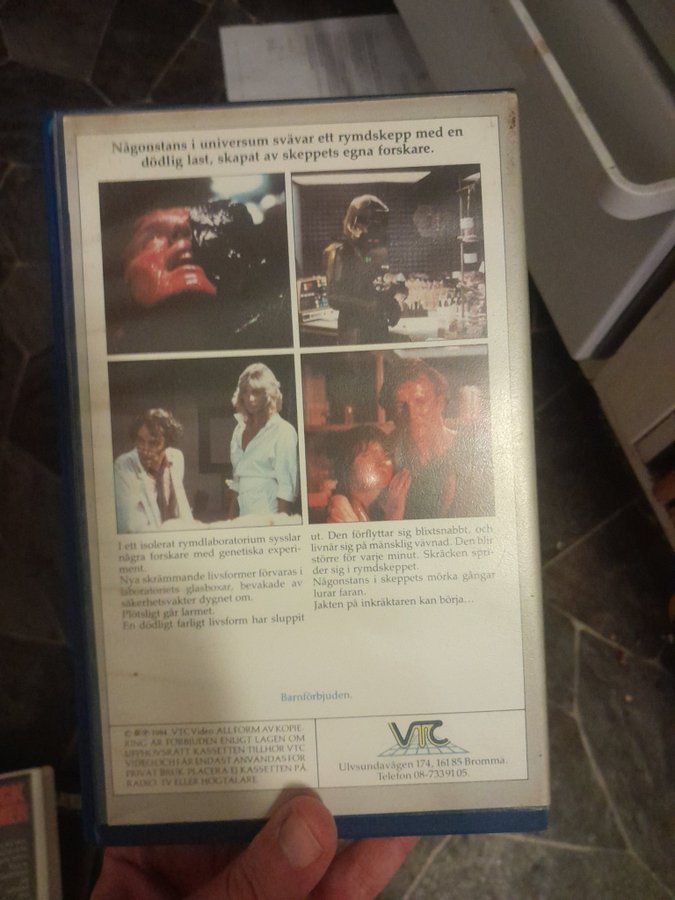 Någonstans i universum svävar ett rymdskepp med en
dödlig last, skapat av skeppets egna forskare.
I ett isolerat rymdlaboratorium sysslar
några forskare med genetiska experi-
ment.
Nya skrämmande livsformer förvaras i
laboratoriets glasboxar, bevakade av
säkerhetsvakter dygnet om.
Plötsligt går larmet.
En dödligt farligt livsform har sluppit
ut. Den förflyttar sig blixtsnabbt, och
livnär sig på mänsklig vävnad. Den blir
större för varje minut. Skräcken spri-
der sig i rymdskeppet.
Någonstans i skeppets mörka gångar
lurar faran.
Jakten på inkräktaren kan börja...
Barnförbjuden.
1984 VTC Video ALL FORM AV KOPIE-
RING ÄR FÖRBJUDEN ENLIGT LAGEN OM
UPPHOVSRÄTT. KASSETTEN TILLHÖR VTC
VIDEO OCH FÅR ENDAST ANVÄNDAS FÖR
PRIVAT BRUK. PLACERA EJ KASSETTEN PÅ
RADIO, TV ELLER HÖGTALARE.
VTC
Ulvsundavägen 174, 161 85 Bromma.
Telefon 08-733 91 05.